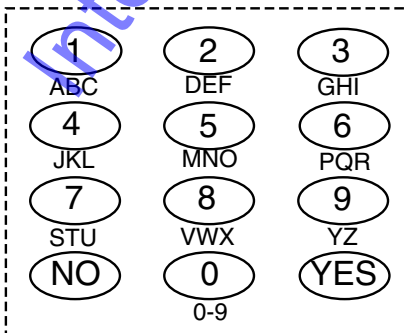 1 2 3
ABC DEF GHI
4 5 6
JKL MNO PQR
7 8 9
STU VWX YZ
NO 0 YES
0-9